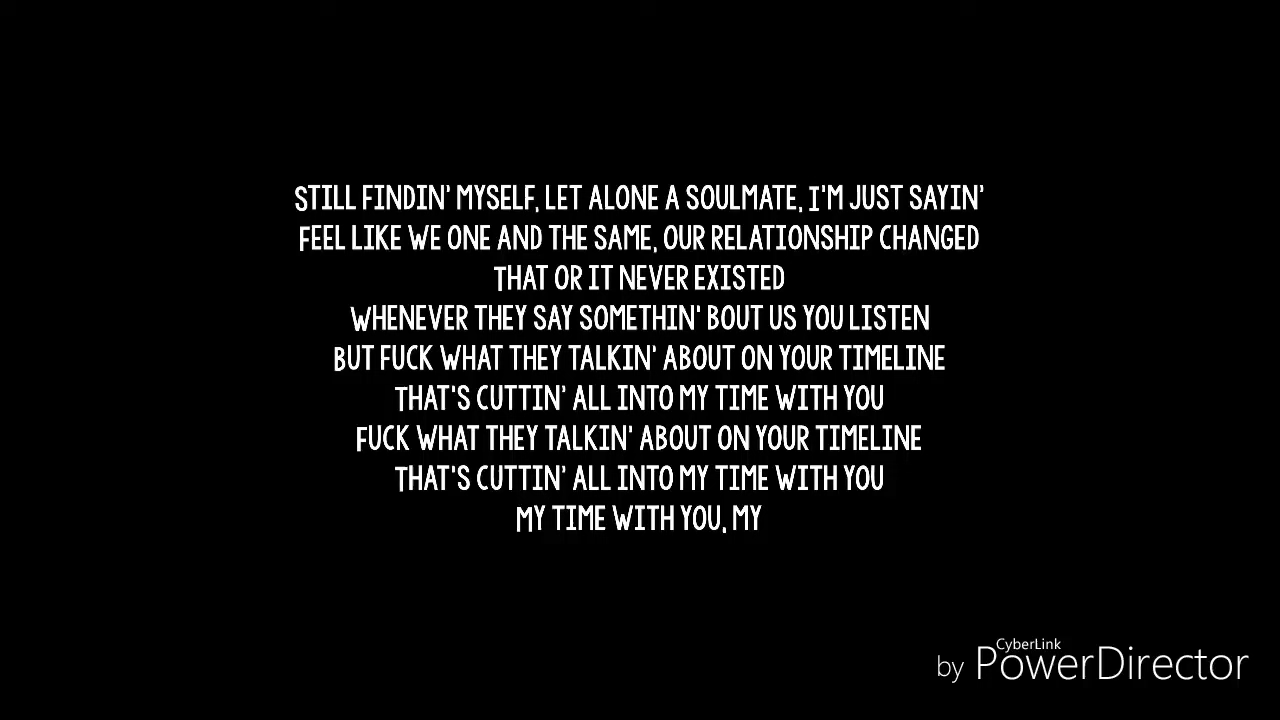 STILL FINDIN' MYSELF, LET ALONE A SOULMATE, I'M JUST SAYIN'
FEEL LIKE WE ONE AND THE SAME, OUR RELATIONSHIP CHANGED
THAT OR IT NEVER EXISTED
WHENEVER THEY SAY SOMETHIN' BOUT US YOU LISTEN
BUT FUCK WHAT THEY TALKIN' ABOUT ON YOUR TIMELINE
THAT'S CUTTIN' ALL INTO MY TIME WITH YOU
FUCK WHAT THEY TALKIN' ABOUT ON YOUR TIMELINE
THAT'S CUTTIN' ALL INTO MY TIME WITH YOU
MY TIME WITH YOU, MY
CyberLink
by PowerDirector